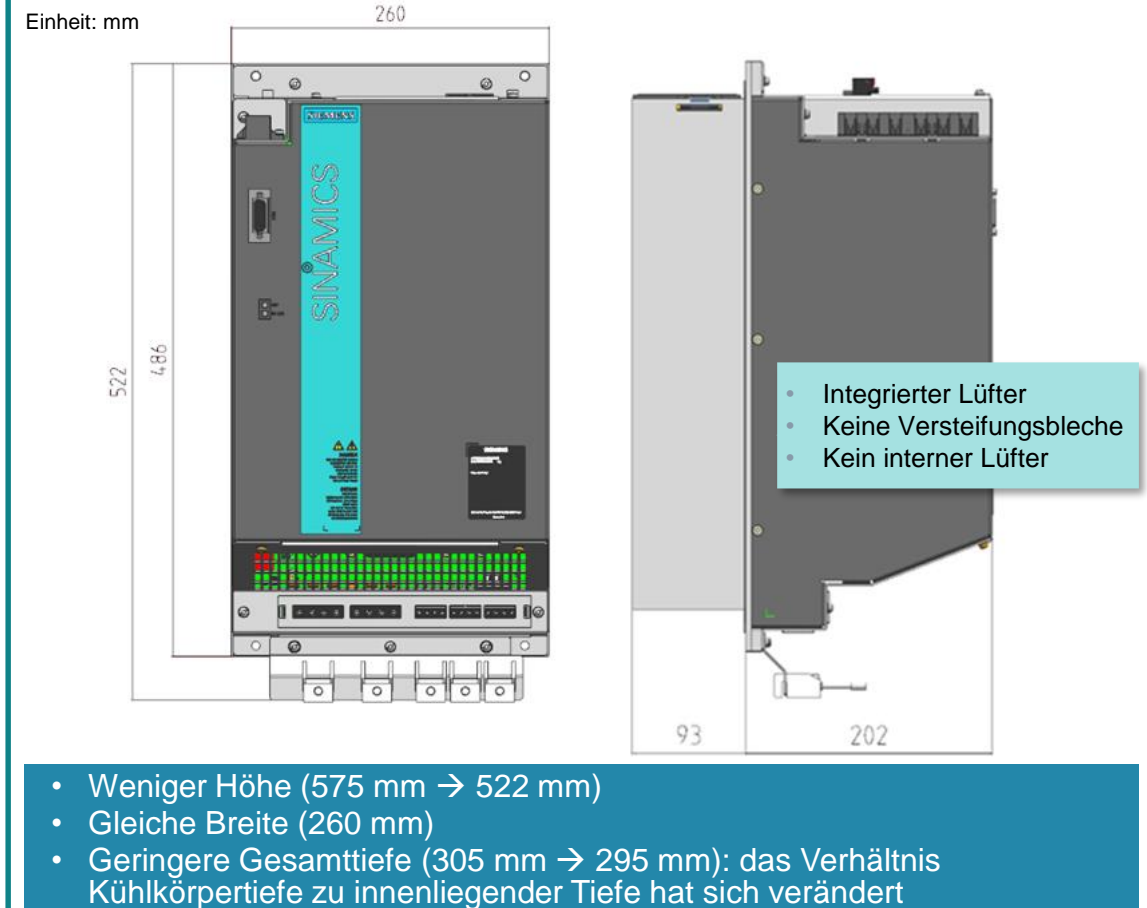 Einheit: mm
260
522
486
SIEMENS
SINAMICS
• Integrierter Lüfter
• Keine Versteifungsbleche
• Kein interner Lüfter
93
202
• Weniger Höhe (575 mm → 522 mm)
• Gleiche Breite (260 mm)
• Geringere Gesamttiefe (305 mm → 295 mm): das Verhältnis
Kühlkörpertiefe zu innenliegender Tiefe hat sich verändert